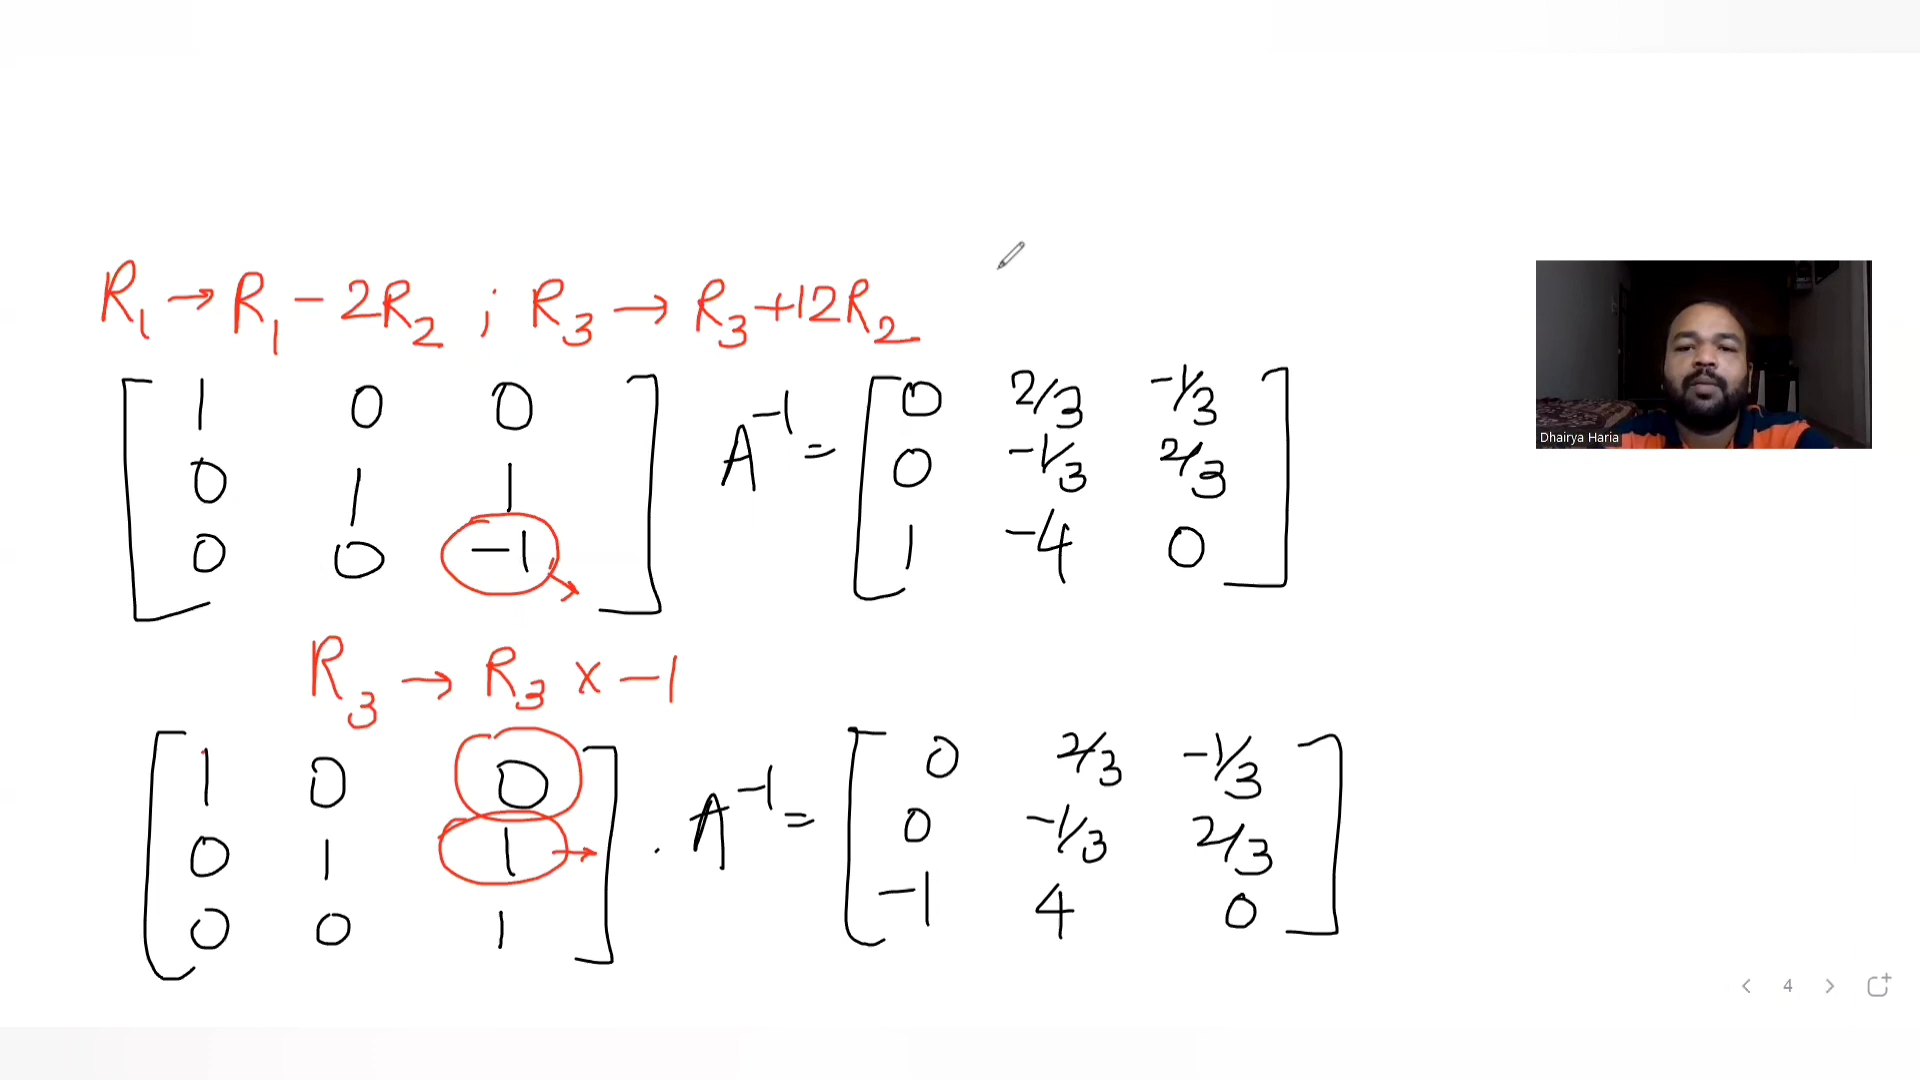 R₁ → R₁ - 2R₂ ; R₃ → R₃ + 12R₂
[ 1 0 0 ] A⁻¹ = [ 0 2/3 -1/3 ]
[ 0 1 1 ] [ 0 -1/3 2/3 ]
[ 0 0 -1 ] [ 1 -4 0 ]
R₃ → R₃ × -1
[ 1 0 0 ] . A⁻¹ = [ 0 2/3 -1/3 ]
[ 0 1 1 ] [ 0 -1/3 2/3 ]
[ 0 0 1 ] [ -1 4 0 ]
Dhairya Haria
< 4 >